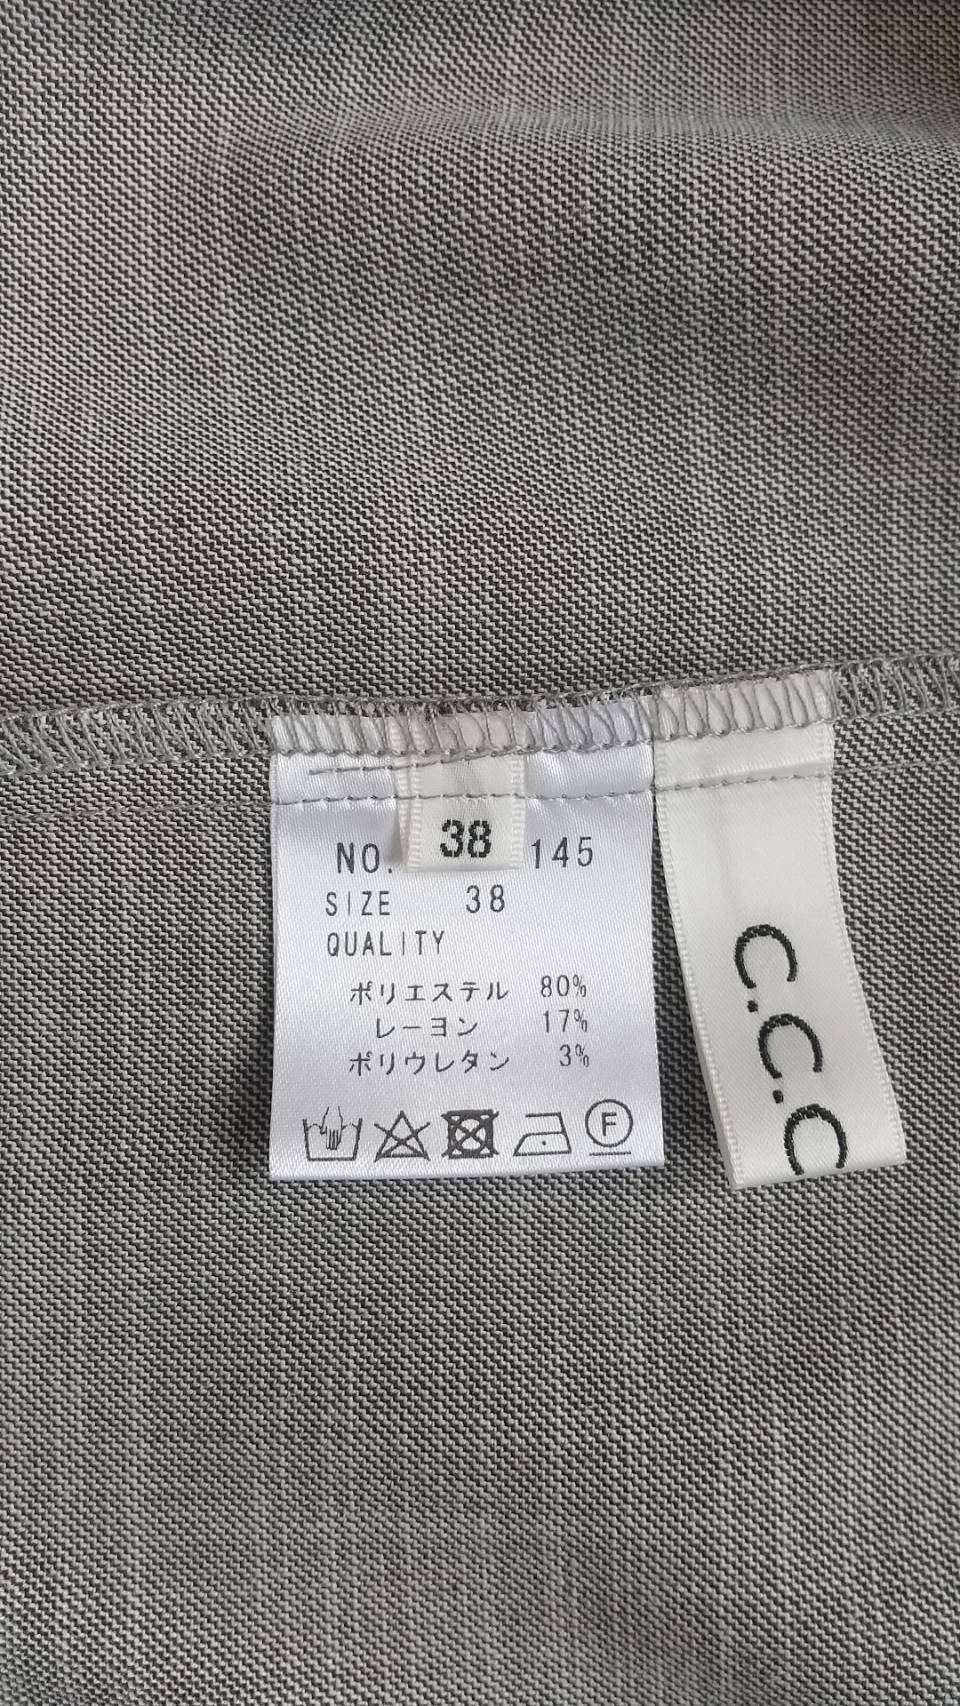 38
NO. 145
SIZE 38
QUALITY
ポリエステル 80%
レーヨン 17%
ポリウレタン 3%
F
C.C.C